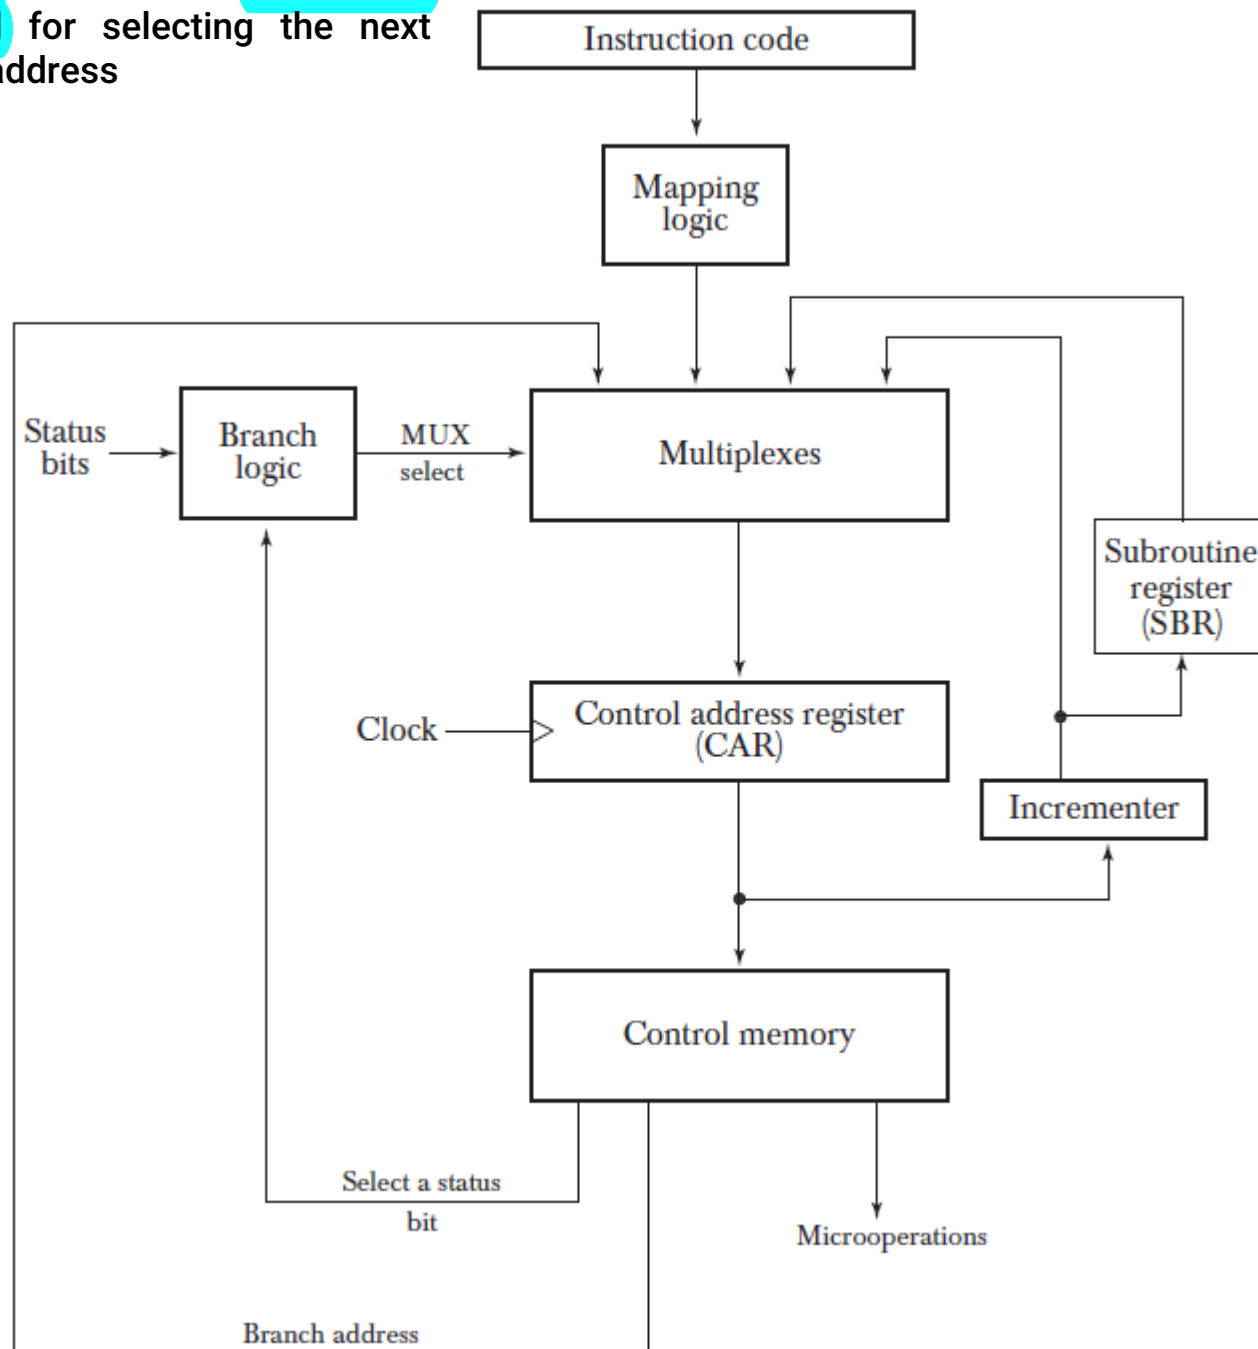 for selecting the next
address
Instruction code
Mapping
logic
Status
bits
Branch
logic
MUX
select
Multiplexes
Subroutine
register
(SBR)
Clock
Control address register
(CAR)
Incrementer
Control memory
Select a status
bit
Microoperations
Branch address